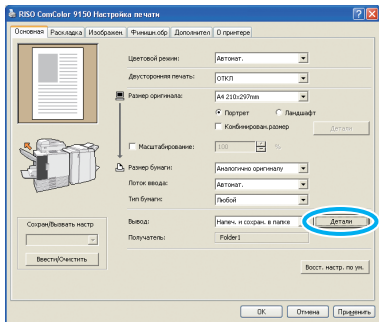 RISO ComColor 9150 Настройка печати
Основная Раскладка Изображен. Финишн.обр Дополнител О принтере
Цветовой режим: Автомат.
Двусторонняя печать: ОТКЛ
Размер оригинала: A4 210x297mm
Портрет Ландшафт
Комбинирован.размер Детали
Масштабирование: 100 %
Размер бумаги: Аналогично оригиналу
Лоток ввода: Автомат.
Тип бумаги: Любой
Вывод: Напеч. и сохран. в папке Детали
Получатель: Folder1
Сохран/Вызвать настр
Ввести/Очистить
Восст. настр. по ум.
OK Отмена Применить